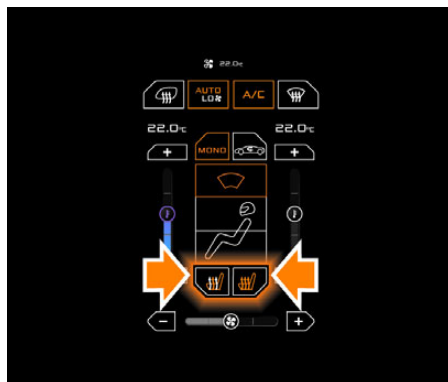 22.0c
AUTO
LO
A/C
22.0c
22.0c
+
MONO
+
-
+